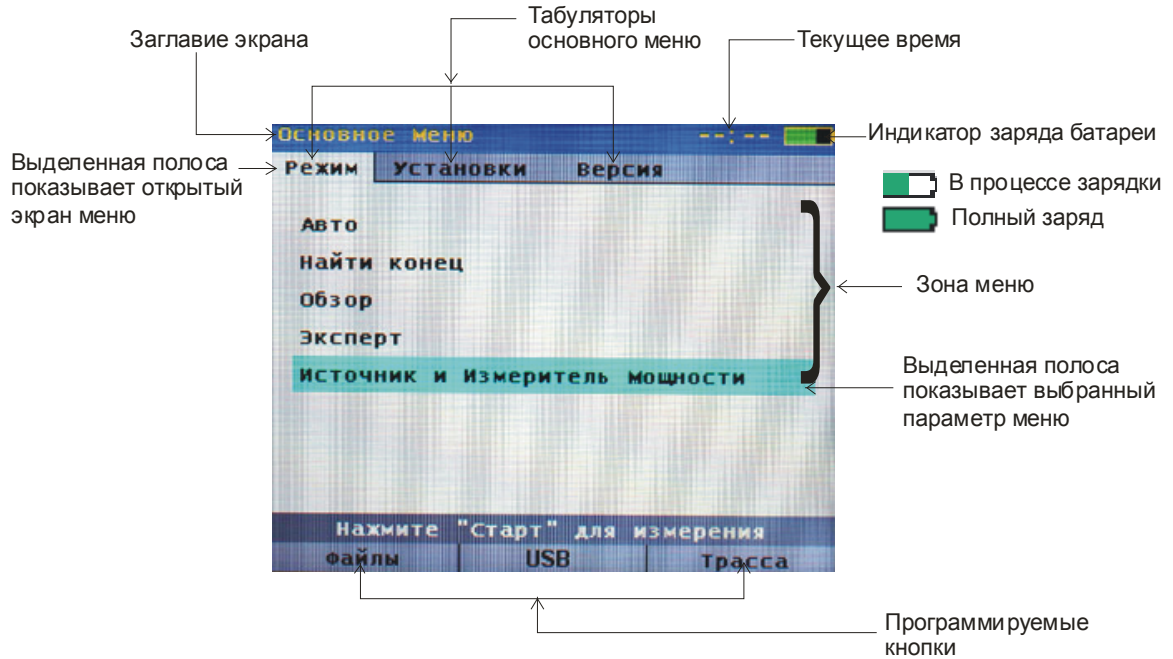 Табуляторы
основного меню
Заглавие экрана
Текущее время
Основное меню --:--
Индикатор заряда батареи
Выделенная полоса
показывает открытый
экран меню
Режим Установки Версия
В процессе зарядки
Полный заряд
Авто
Найти конец
Обзор
Эксперт
Источник и Измеритель мощности
Зона меню
Выделенная полоса
показывает выбранный
параметр меню
Нажмите "Старт" для измерения
Файлы USB Трасса
Программируемые
кнопки